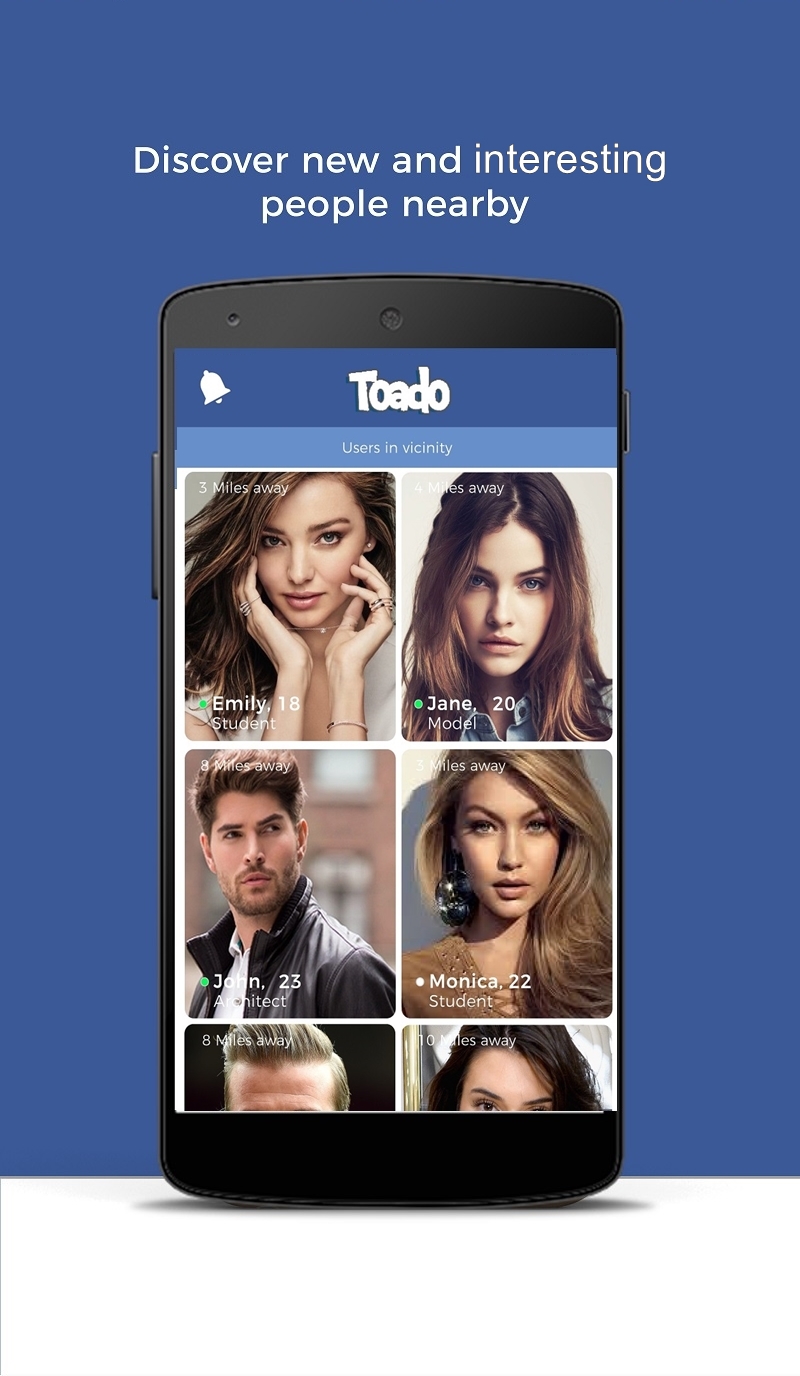 Discover new and interesting
people nearby
Toado
Users in vicinity
3 Miles away
4 Miles away
Emily, 18
Student
Jane, 20
Model
8 Miles away
3 Miles away
John, 23
Architect
Monica, 22
Student
8 Miles away
10 Miles away